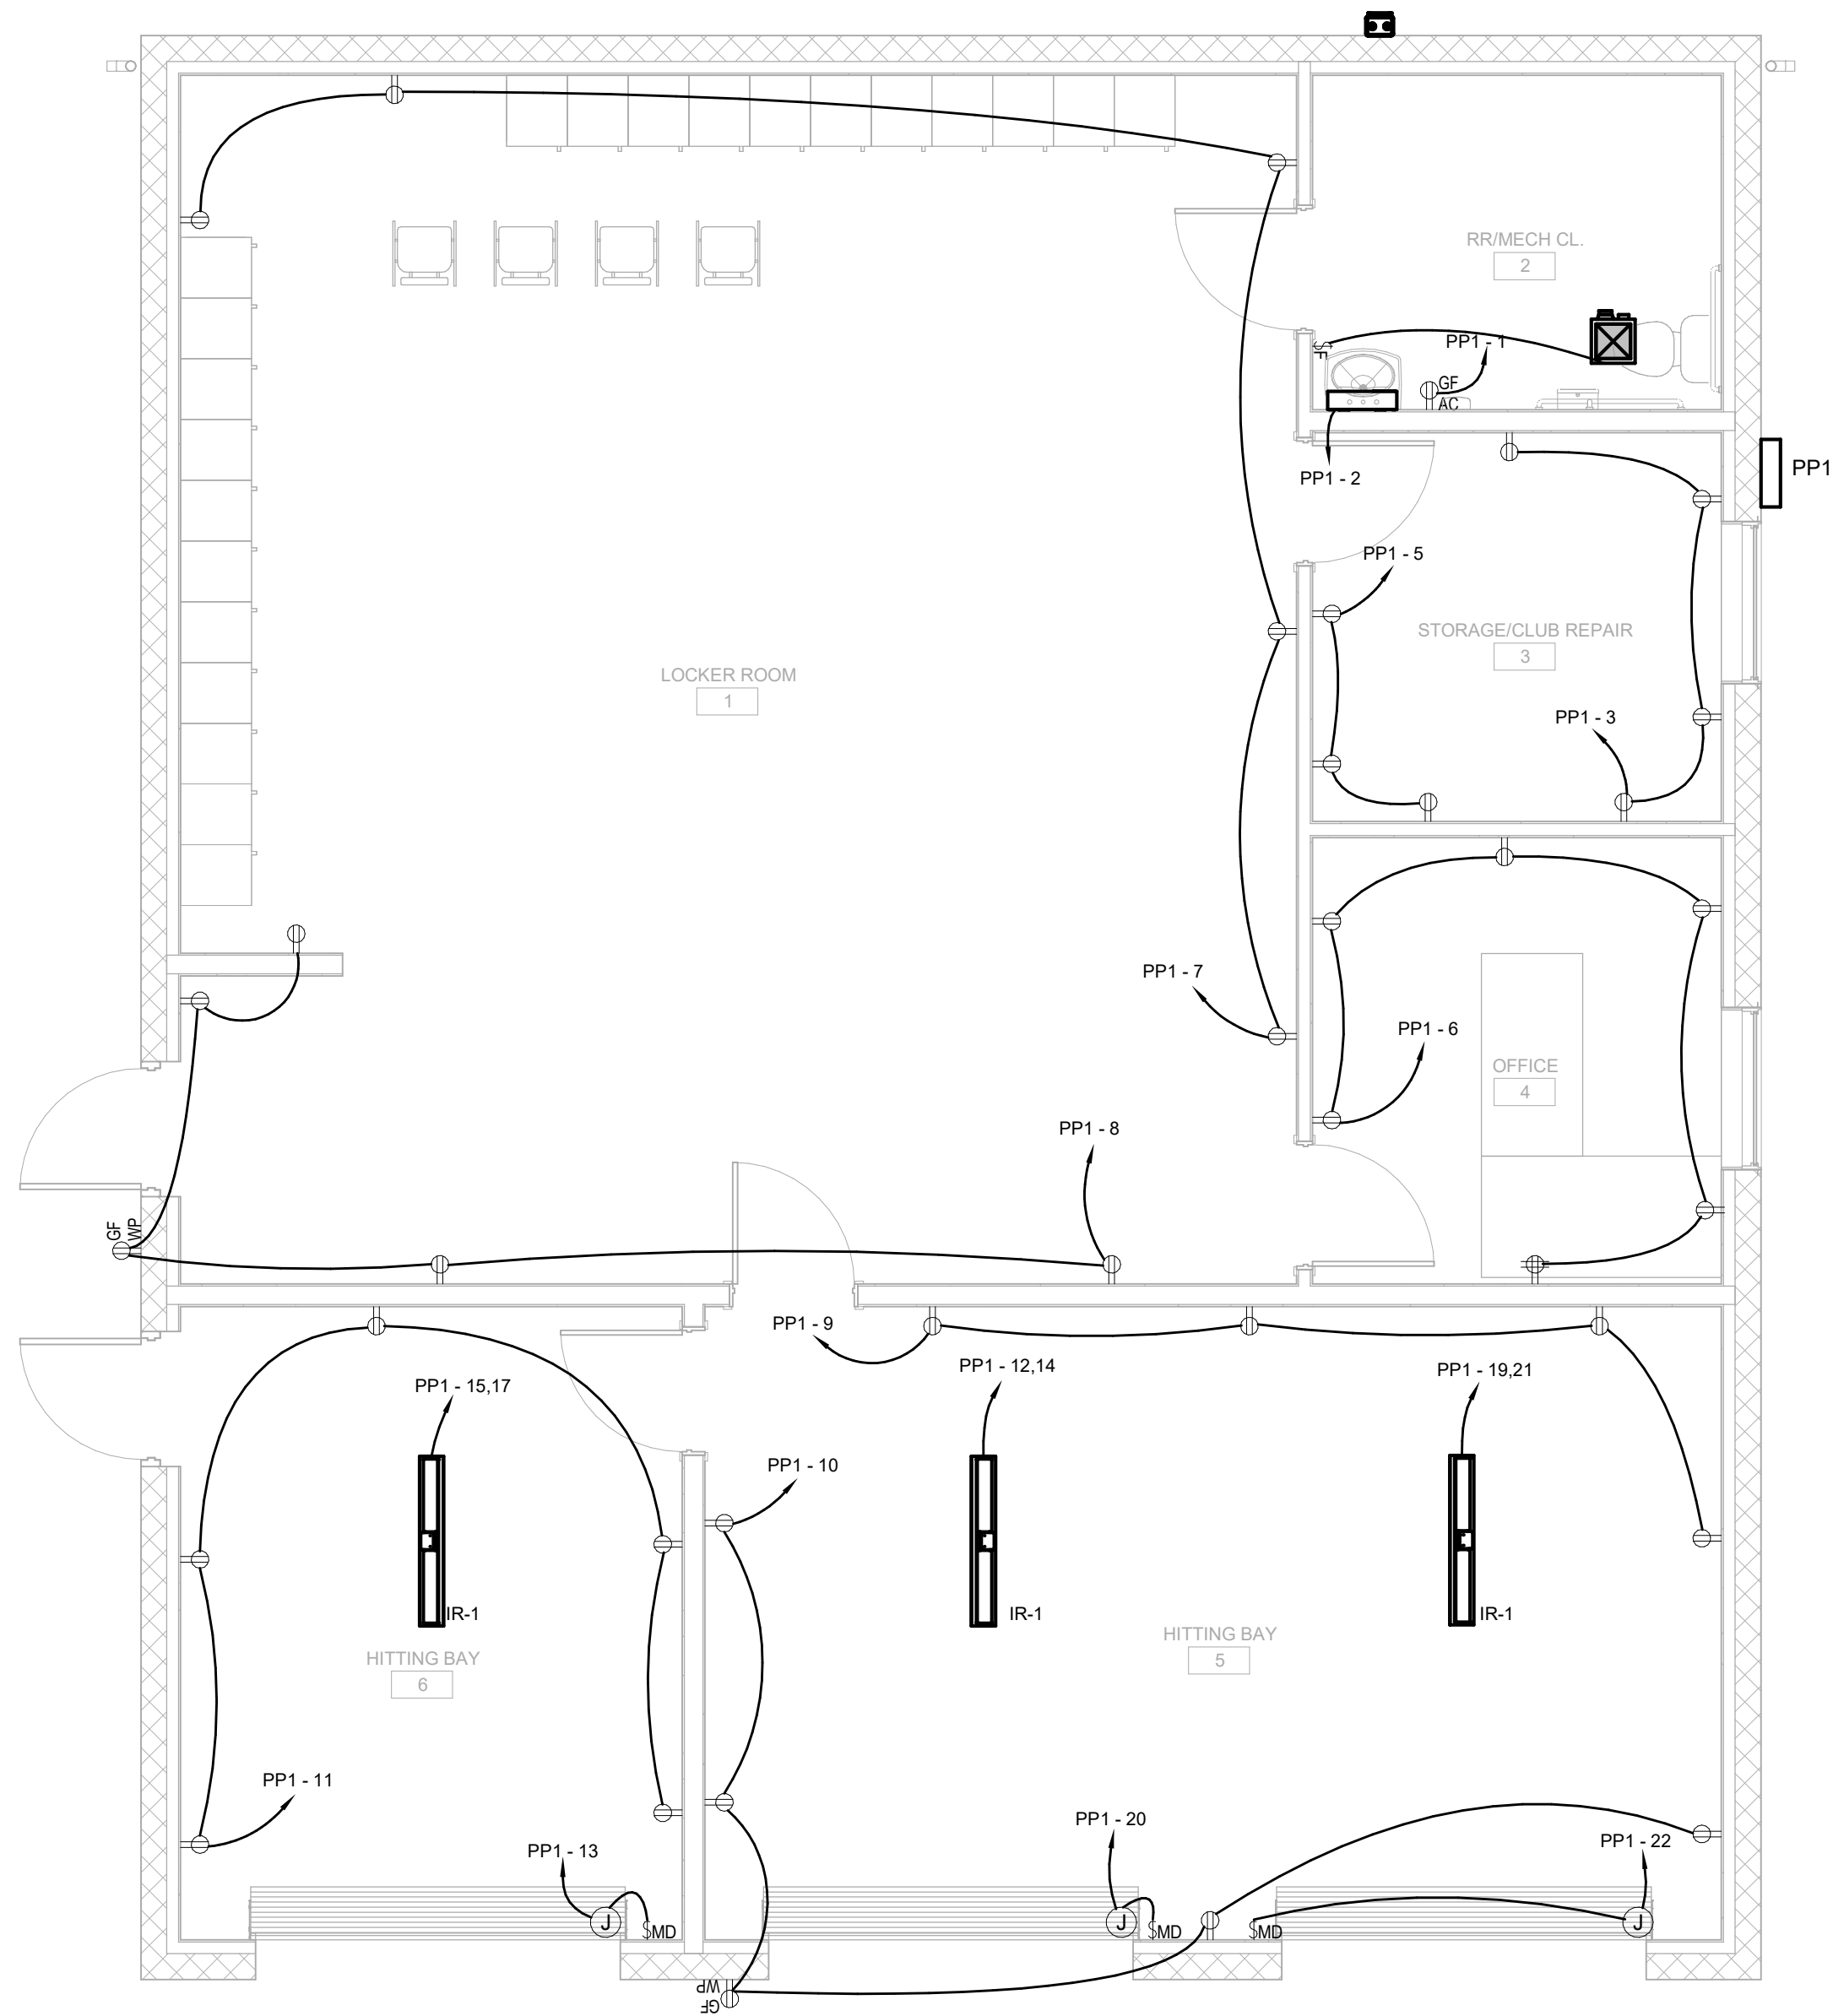 RR/MECH CL.
2
PP1 - 1
$F
GF
AC
PP1 - 2
PP1
PP1 - 5
STORAGE/CLUB REPAIR
3
LOCKER ROOM
1
PP1 - 3
PP1 - 7
PP1 - 6
OFFICE
4
PP1 - 8
GF
WP
PP1 - 9
PP1 - 12,14
PP1 - 19,21
PP1 - 15,17
PP1 - 10
IR-1
IR-1
IR-1
HITTING BAY
5
HITTING BAY
6
PP1 - 11
PP1 - 13
PP1 - 20
PP1 - 22
J
$MD
J
$MD
$MD
J
WP
GF